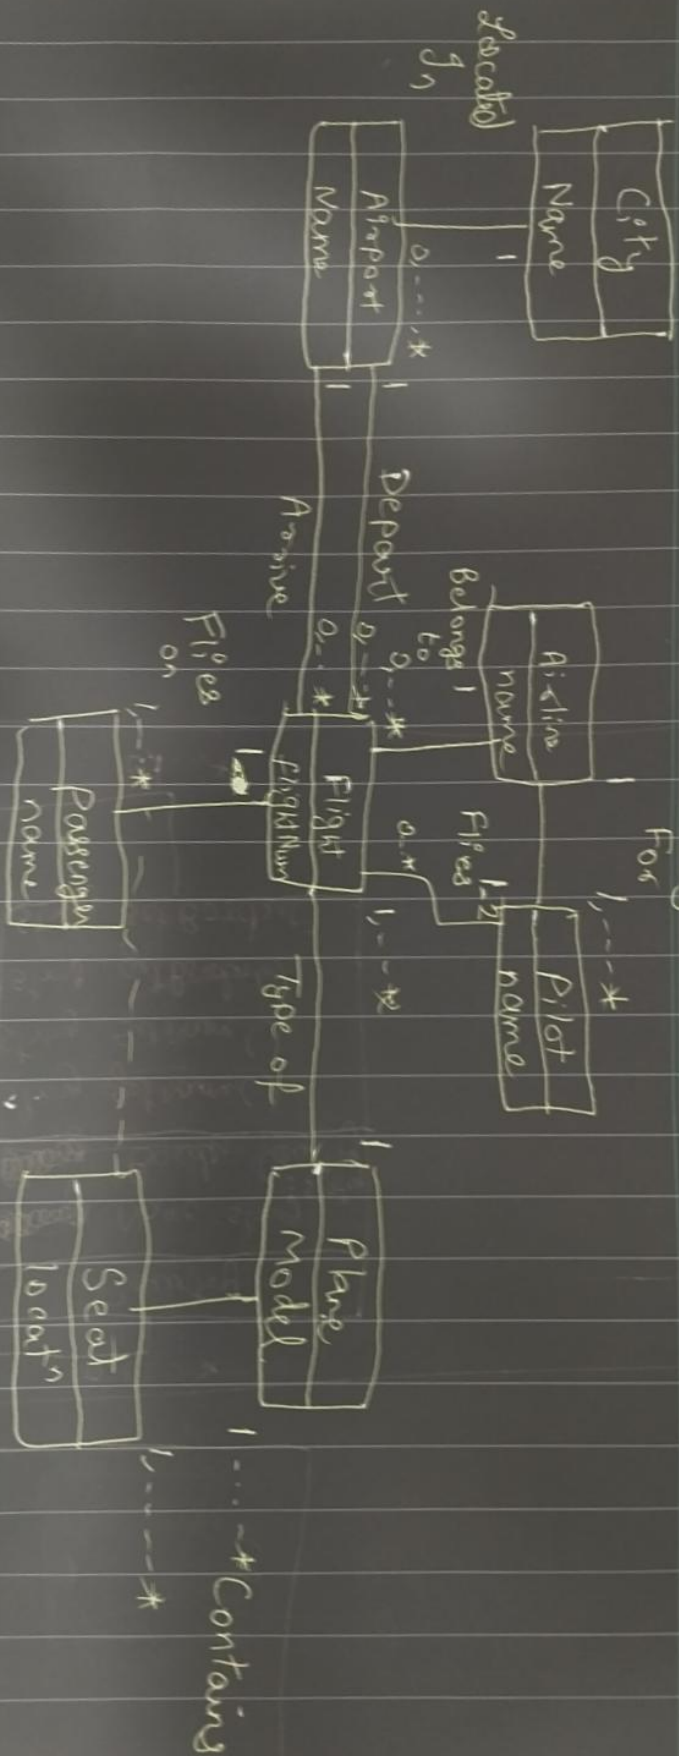 City
Name
Located
In
1
0,----*
Airport
Name
1
1
Depart
Arrive
0,--*
0,--*
Airline
name
Belongs
to
1
0,--*
1
For
1,---*
Pilot
name
Flies
1-2
0..*
Flight
FlightNum
1,--*
Type of
1
Plane
Model
1
Flies
on
1,--*
Passenger
name
1---*
Contains
1,----*
Seat
locatn